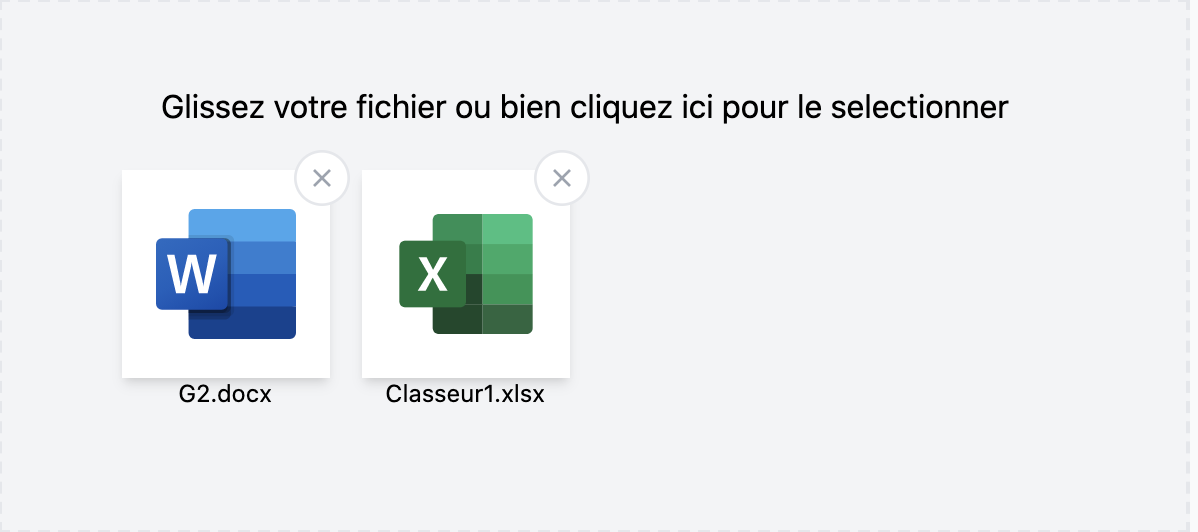 Glissez votre fichier ou bien cliquez ici pour le selectionner
W
X
G2.docx
Classeur1.xlsx